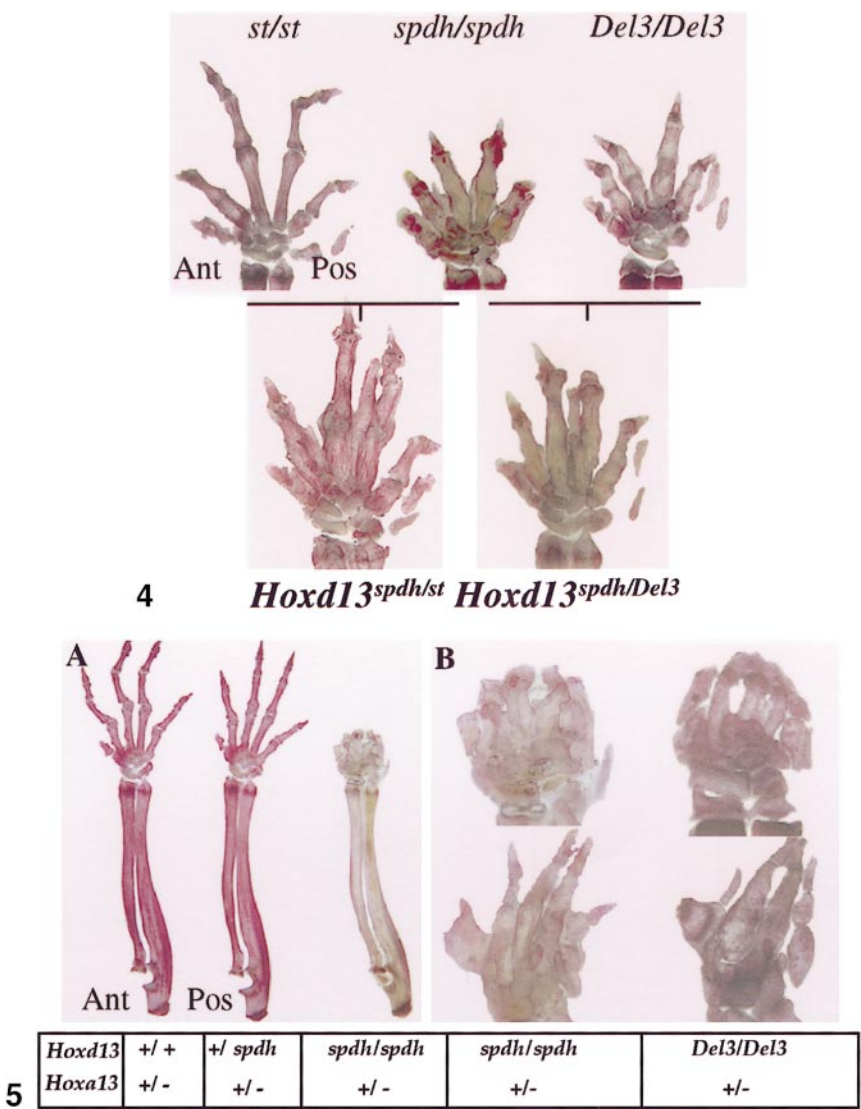 st/st spdh/spdh Del3/Del3
Ant Pos
4 Hoxd13spdh/st Hoxd13spdh/Del3
A B
Ant Pos
5
Hoxd13 +/+ +/spdh spdh/spdh spdh/spdh Del3/Del3
Hoxa13 +/- +/- +/- +/- +/-